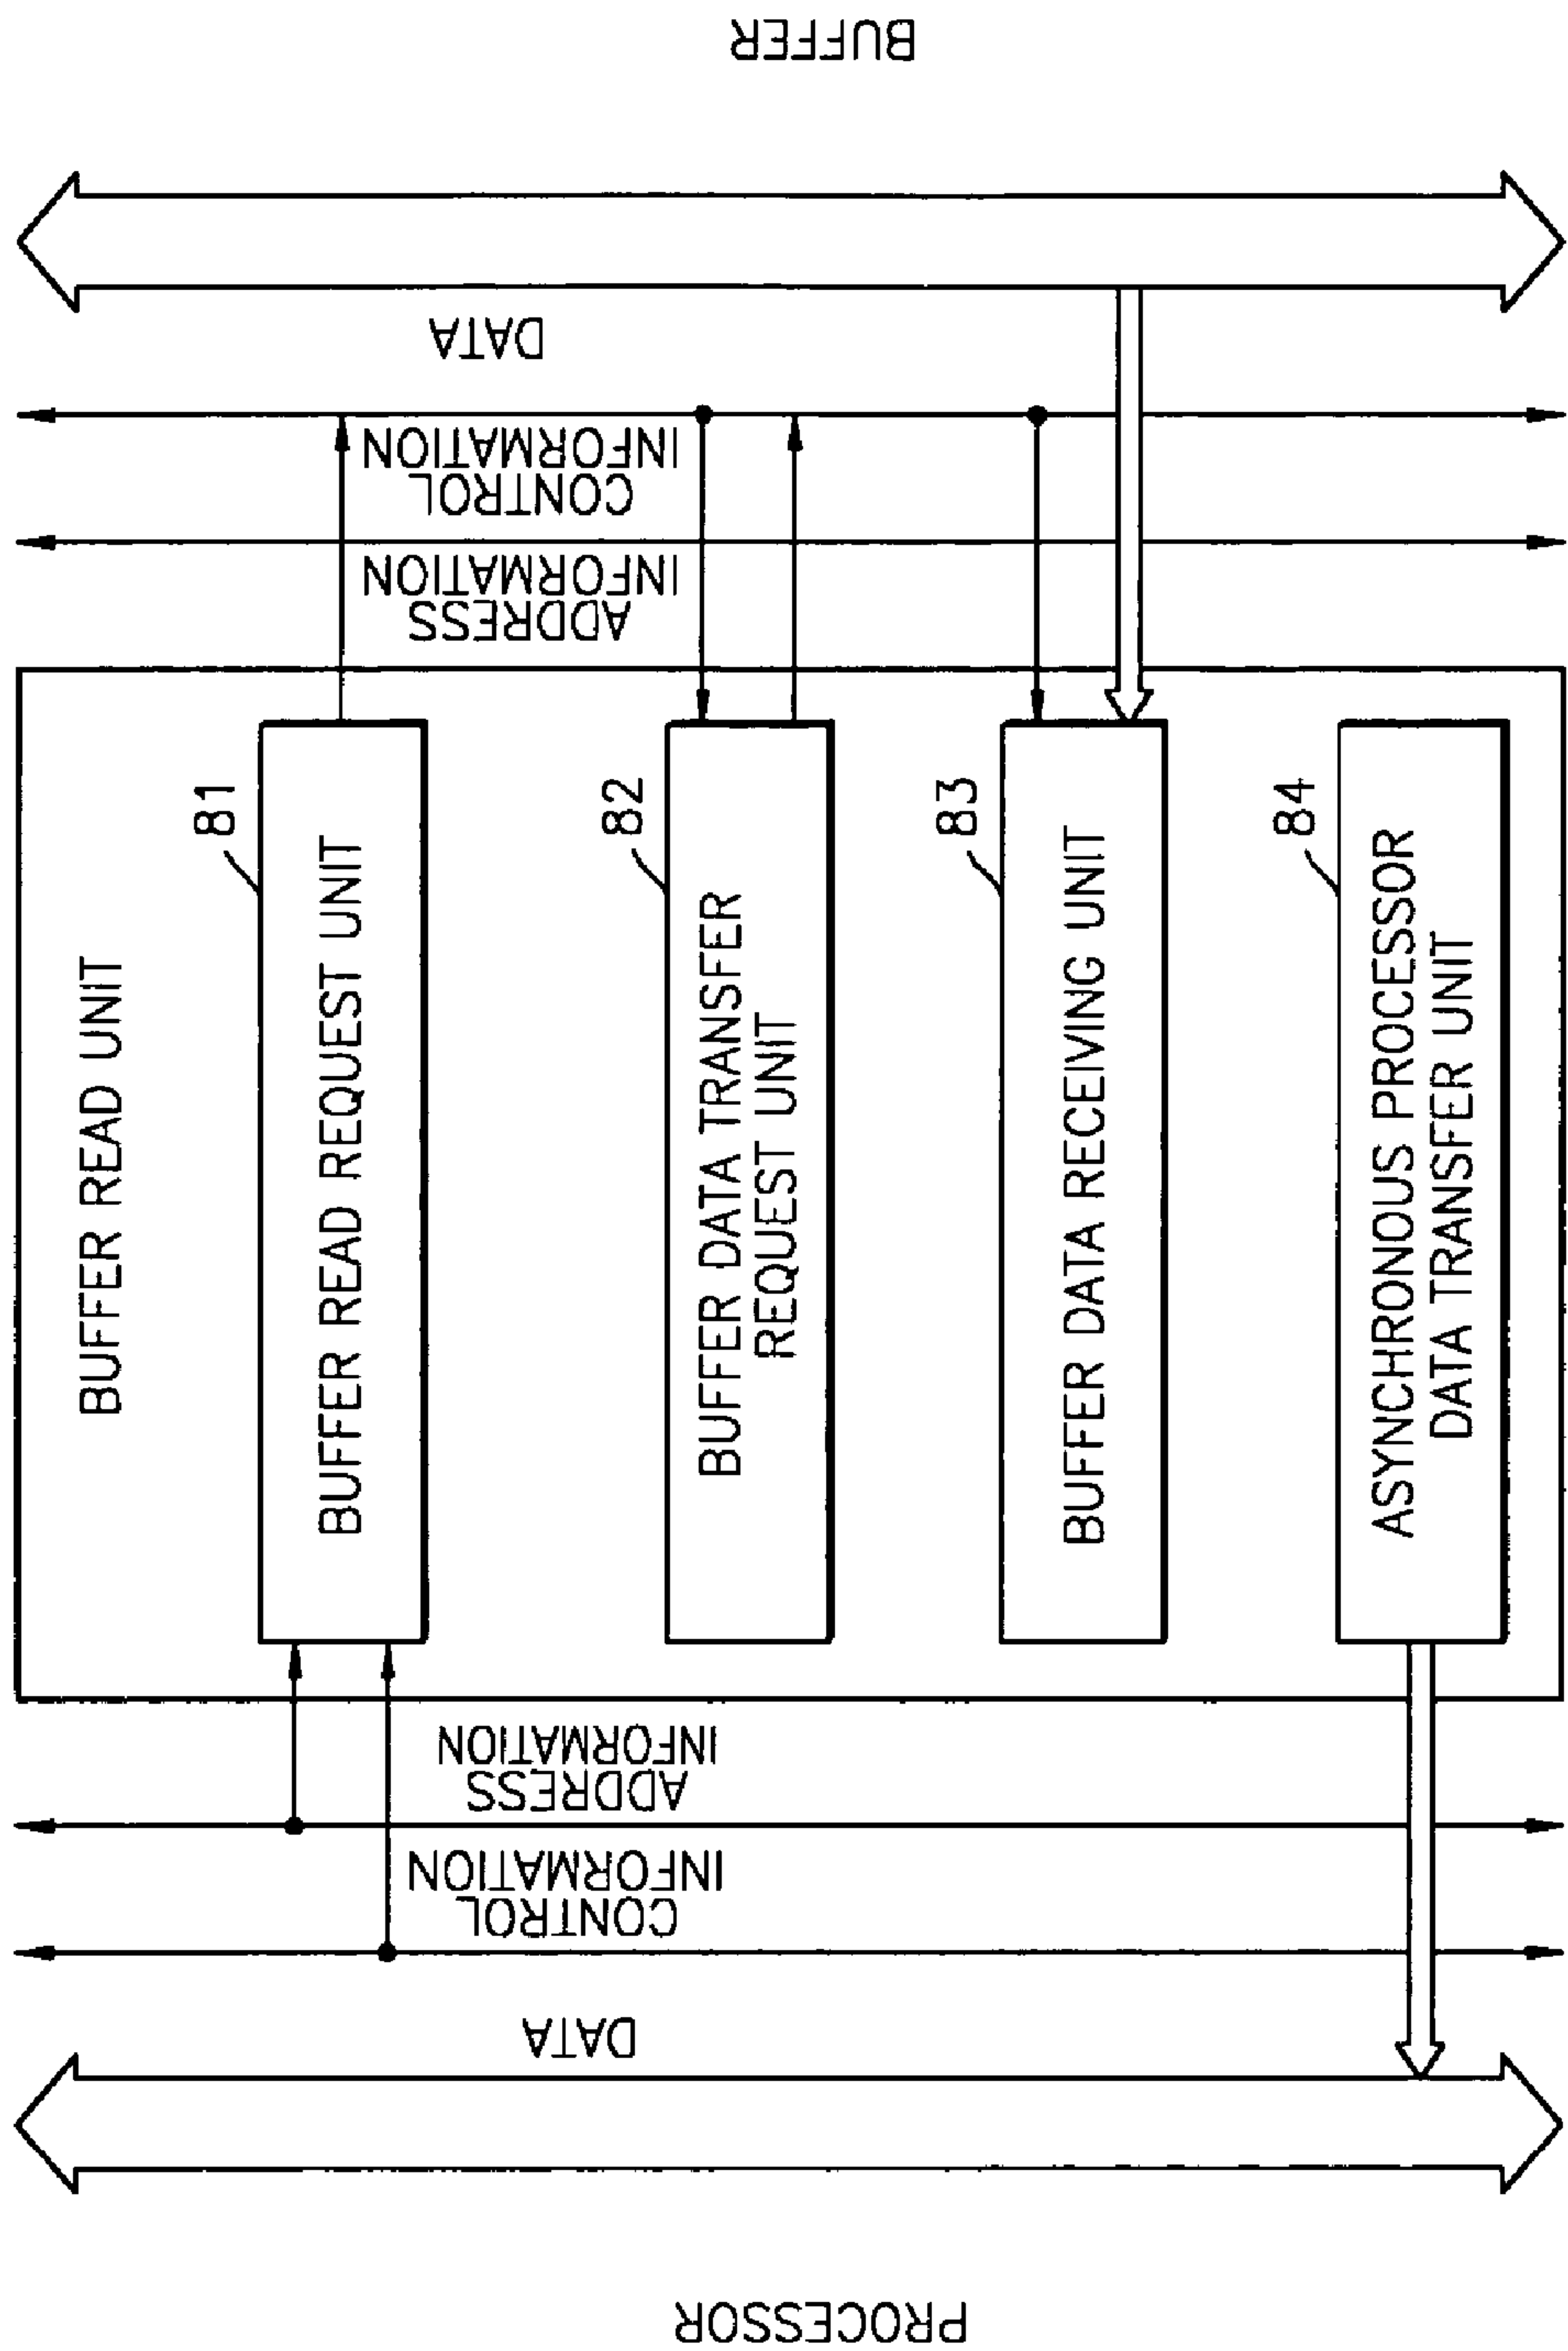 BUFFER READ UNIT
81
BUFFER READ REQUEST UNIT
82
BUFFER DATA TRANSFER
REQUEST UNIT
83
BUFFER DATA RECEIVING UNIT
84
ASYNCHRONOUS PROCESSOR
DATA TRANSFER UNIT
PROCESSOR
DATA
CONTROL
INFORMATION
ADDRESS
INFORMATION
ADDRESS
INFORMATION
CONTROL
INFORMATION
DATA
BUFFER